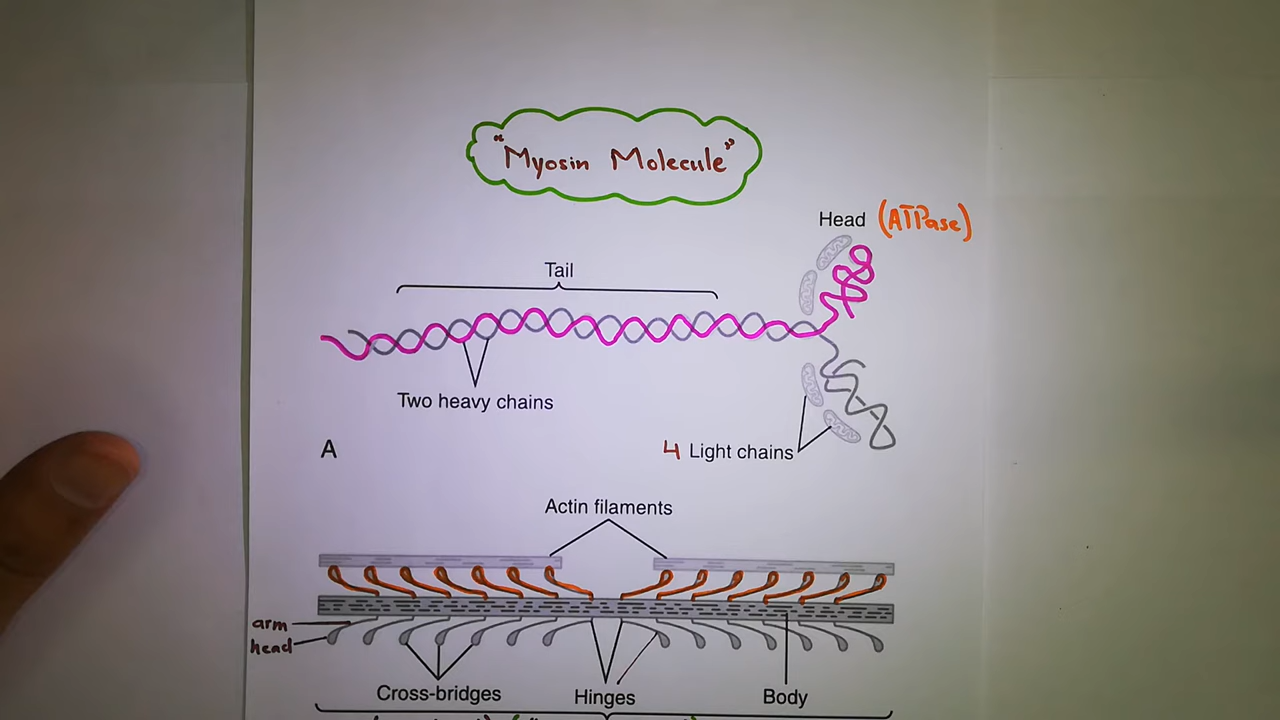 "Myosin Molecule"
Head (ATPase)
Tail
Two heavy chains
A
4 Light chains
Actin filaments
arm
head
Cross-bridges
Hinges
Body